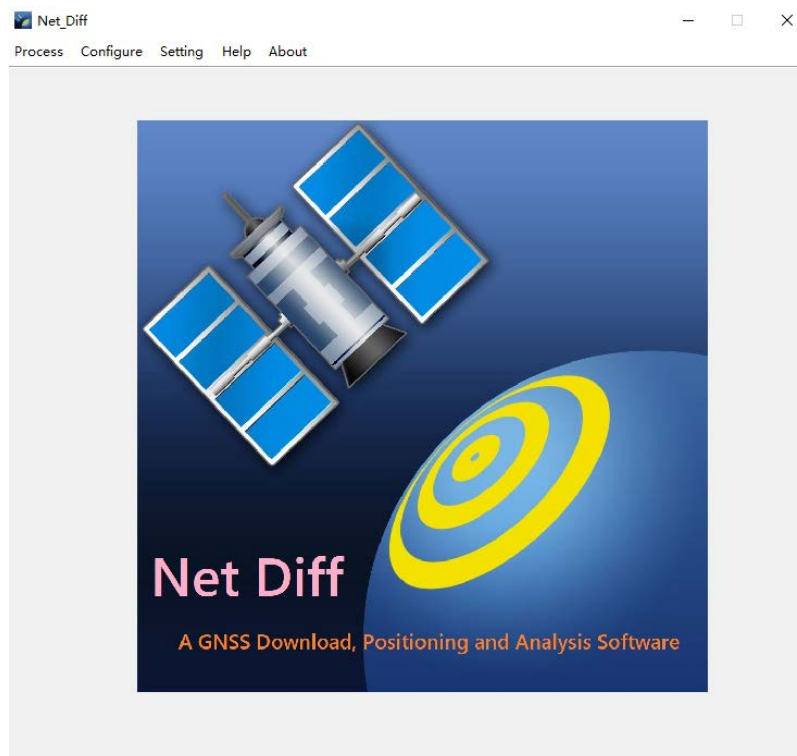 Net_Diff
Process Configure Setting Help About
Net Diff
A GNSS Download, Positioning and Analysis Software